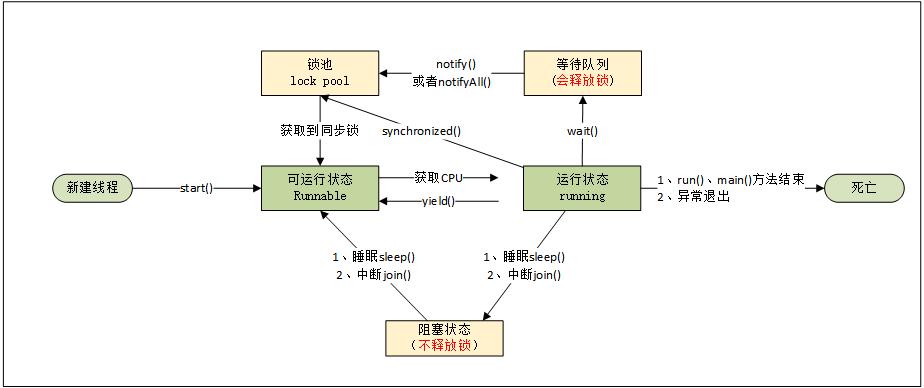 锁池
lock pool
notify()
或者notifyAll()
等待队列
(会释放锁)
获取到同步锁
synchronized()
wait()
新建线程
start()
可运行状态
Runnable
获取CPU
yield()
运行状态
running
1、run()、main()方法结束
2、异常退出
死亡
1、睡眠sleep()
2、中断join()
1、睡眠sleep()
2、中断join()
阻塞状态
(不释放锁)